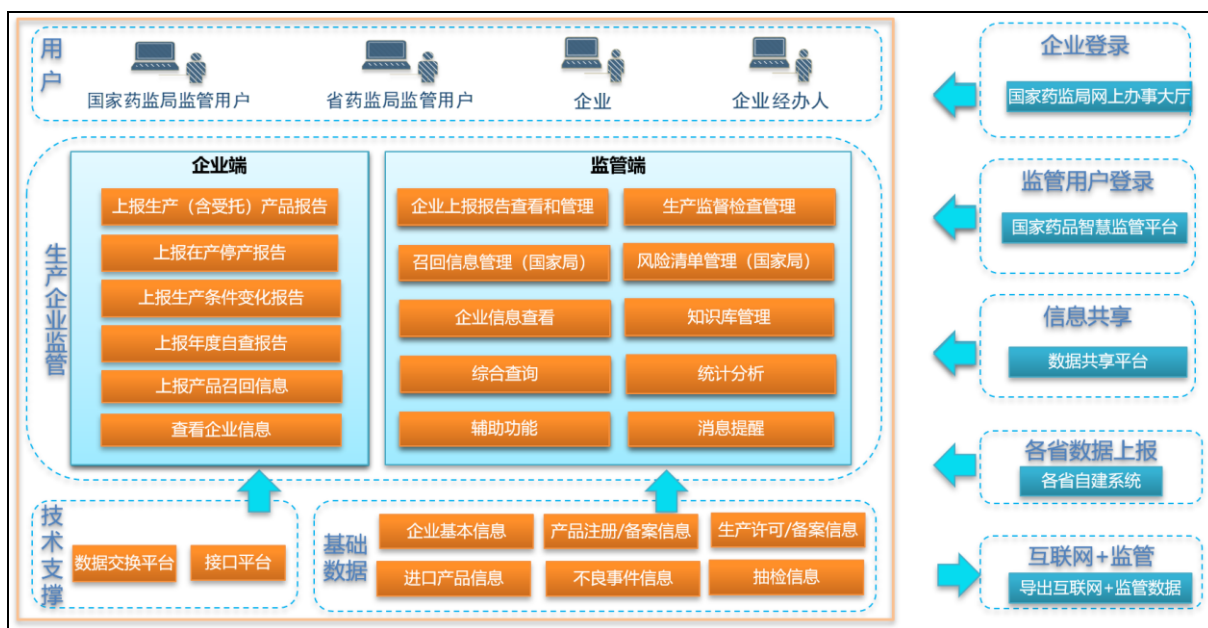 用户
国家药监局监管用户
省药监局监管用户
企业
企业经办人
生产企业监管
企业端
上报生产（含受托）产品报告
上报在产停产报告
上报生产条件变化报告
上报年度自查报告
上报产品召回信息
查看企业信息
监管端
企业上报报告查看和管理
生产监督检查管理
召回信息管理（国家局）
风险清单管理（国家局）
企业信息查看
知识库管理
综合查询
统计分析
辅助功能
消息提醒
技术支撑
数据交换平台
接口平台
基础
数据
企业基本信息
产品注册/备案信息
生产许可/备案信息
进口产品信息
不良事件信息
抽检信息
企业登录
国家药监局网上办事大厅
监管用户登录
国家药品智慧监管平台
信息共享
数据共享平台
各省数据上报
各省自建系统
互联网+监管
导出互联网+监管数据